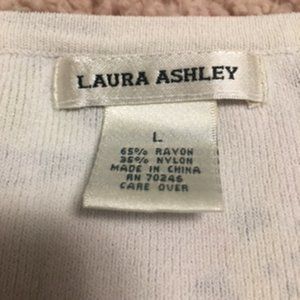 LAURA ASHLEY
L
65% RAYON
35% NYLON
MADE IN CHINA
RN 70246
CARE OVER